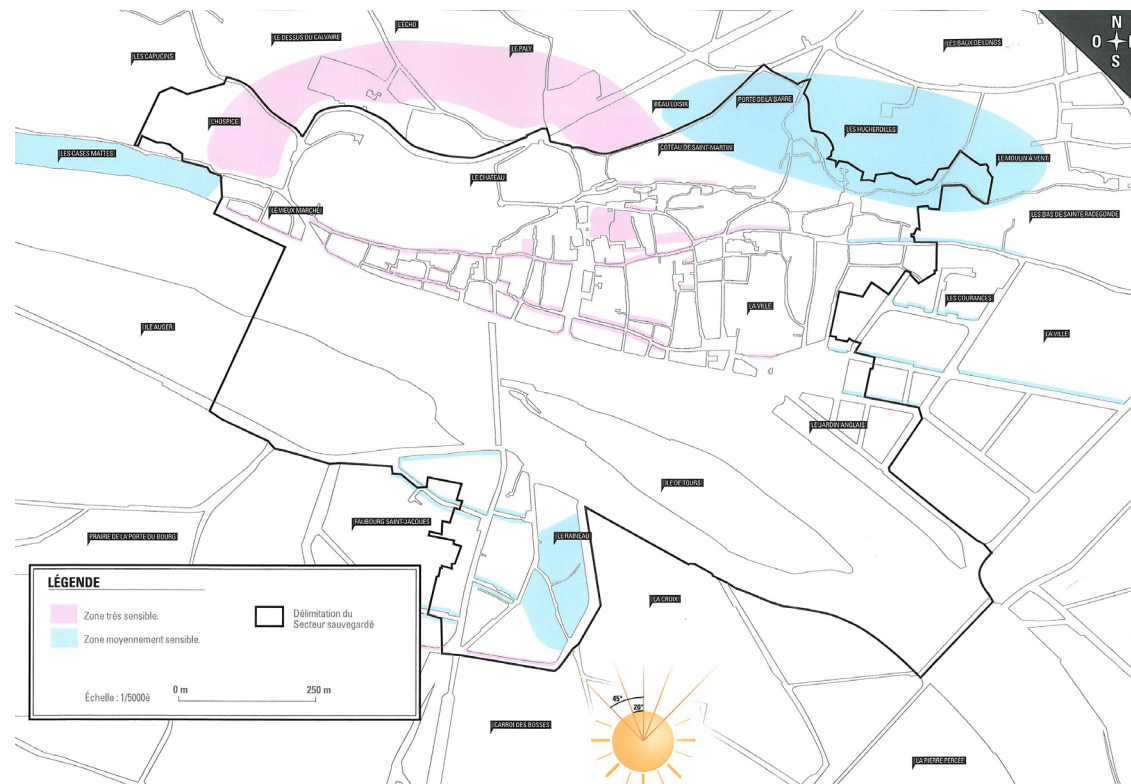 N
O
S
L'ÉCHO
LE DESSUS DU CALVAIRE
LES BAUX DE LONGS
LE PALY
LES CAPUCINS
BEAU LOISIR
PORTE DE LA BARRE
L'HOSPICE
LES HUCHEROLLES
COTEAU DE SAINT-MARTIN
LES CASES MATTES
LE MOULIN A VENT
LE CHATEAU
LE VIEUX MARCHÉ
LES BAS DE SAINTE RADEGONDE
LES COURANCES
LA VILLE
ILE AUGER
LA VILLE
LE JARDIN ANGLAIS
ILE DE TOURS
FAUBOURG SAINT-JACQUES
PRAIRIE DE LA PORTE DU BOURG
LE RAINEAU
LÉGENDE
Zone très sensible.
Zone moyennement sensible.
Délimitation du
Secteur sauvegardé
Échelle : 1/5000è
0 m
250 m
LA CROIX
45°
20°
CARROI DES BOSSES
LA PIERRE PERCÉE